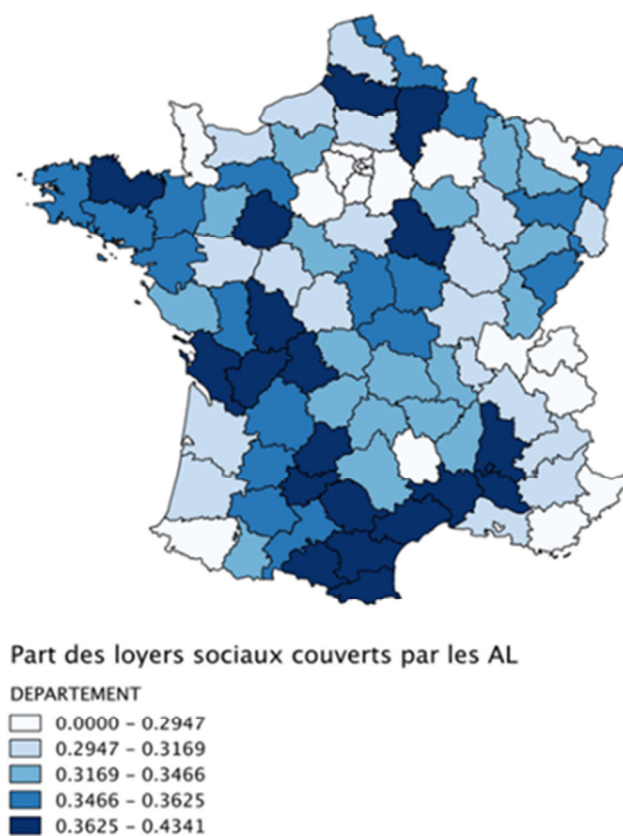 Part des loyers sociaux couverts par les AL
DEPARTEMENT
0.0000 - 0.2947
0.2947 - 0.3169
0.3169 - 0.3466
0.3466 - 0.3625
0.3625 - 0.4341